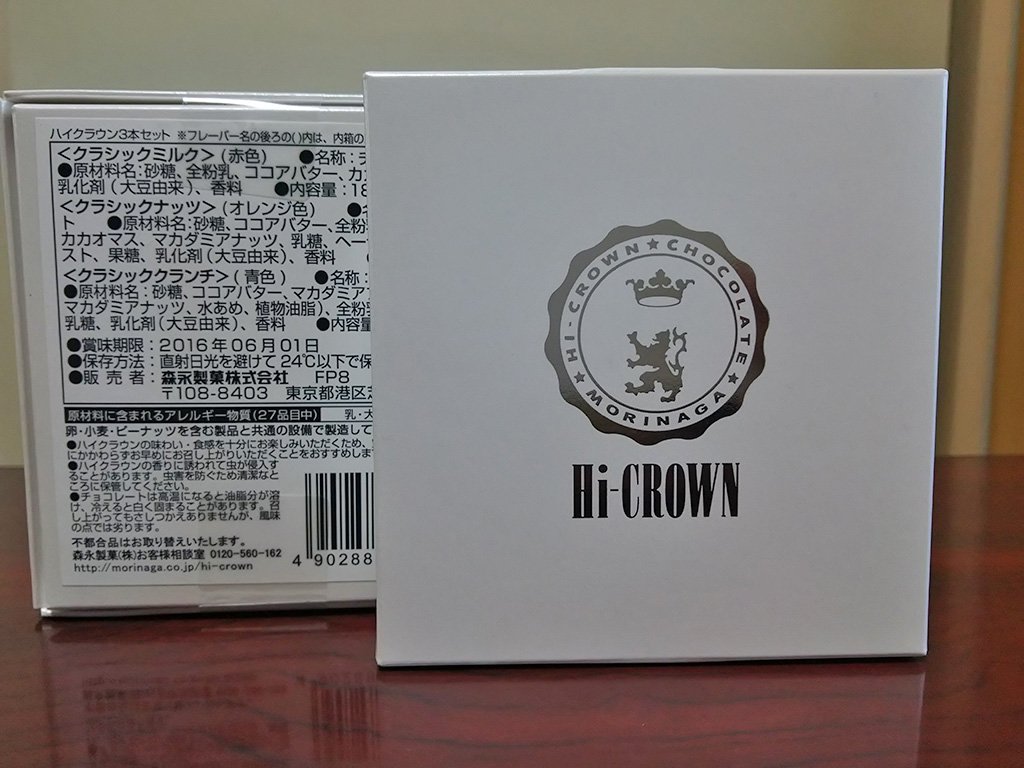 ハイクラウン3本セット ※フレーバー名の後ろの( )内は、内箱の
<クラシックミルク>(赤色) ●名称:チ
●原材料名:砂糖、全粉乳、ココアバター、カカ
乳化剤(大豆由来)、香料 ●内容量:18
<クラシックナッツ>(オレンジ色) ●名
ト ●原材料名:砂糖、ココアバター、全粉
カカオマス、マカダミアナッツ、乳糖、ヘー
スト、果糖、乳化剤(大豆由来)、香料
<クラシッククランチ>(青色) ●名称:
●原材料名:砂糖、ココアバター、マカダミア
マカダミアナッツ、水あめ、植物油脂)、全粉
乳糖、乳化剤(大豆由来)、香料 ●内容量
●賞味期限:2016年06月01日
●保存方法:直射日光を避けて24℃以下で保
●販売者:森永製菓株式会社 FP8
〒108-8403 東京都港区芝
原材料に含まれるアレルギー物質(27品目中) 乳・大
卵・小麦・ピーナッツを含む製品と共通の設備で製造して
●ハイクラウンの味わい・食感を十分にお楽しみいただくため、
にかかわらずお早めにお召し上がりいただくことをおすすめしま
●ハイクラウンの香りに誘われて虫が侵入す
ることがあります。虫害を防ぐため清潔なと
ころに保管してください。
●チョコレートは高温になると油脂分が溶
け、冷えると白く固まることがあります。召
し上がってもさしつかえありませんが、風味
の点では劣ります。
不都合品はお取り替えいたします。
森永製菓(株)お客様相談室 0120-560-162
http://morinaga.co.jp/hi-crown
4 90288
HI-CROWN★CHOCOLATE★MORINAGA★
Hi-CROWN